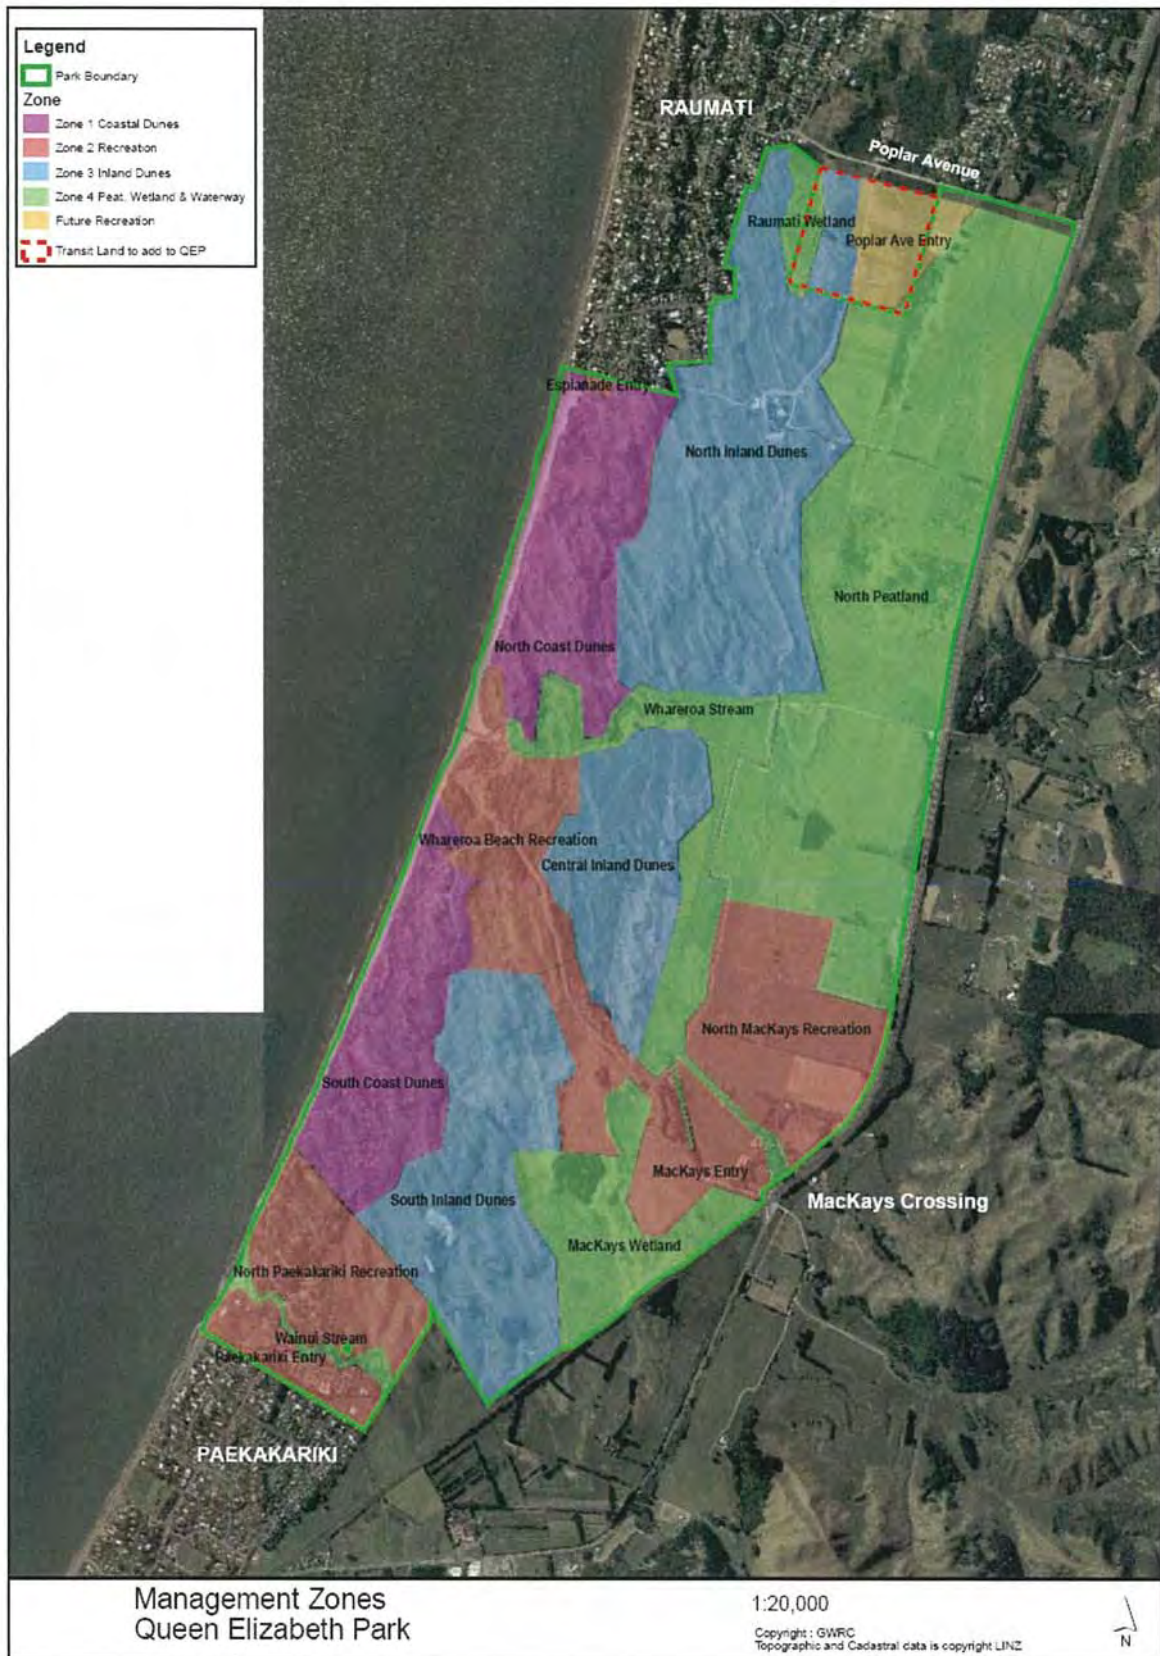 Legend
Park Boundary
Zone
Zone 1 Coastal Dunes
Zone 2 Recreation
Zone 3 Inland Dunes
Zone 4 Peat, Wetland & Waterway
Future Recreation
Transit Land to add to QEP
RAUMATI
Poplar Avenue
Raumati Wetland
Poplar Ave Entry
Esplanade Entry
North Inland Dunes
North Peatland
North Coast Dunes
Whareroa Stream
Whareroa Beach Recreation
Central Inland Dunes
North MacKays Recreation
South Coast Dunes
MacKays Entry
South Inland Dunes
MacKays Crossing
MacKays Wetland
North Paekakariki Recreation
Wainui Stream
Paekakariki Entry
PAEKAKARIKI
Management Zones
Queen Elizabeth Park
1:20,000
Copyright : GWRC
Topographic and Cadastral data is copyright LINZ
N